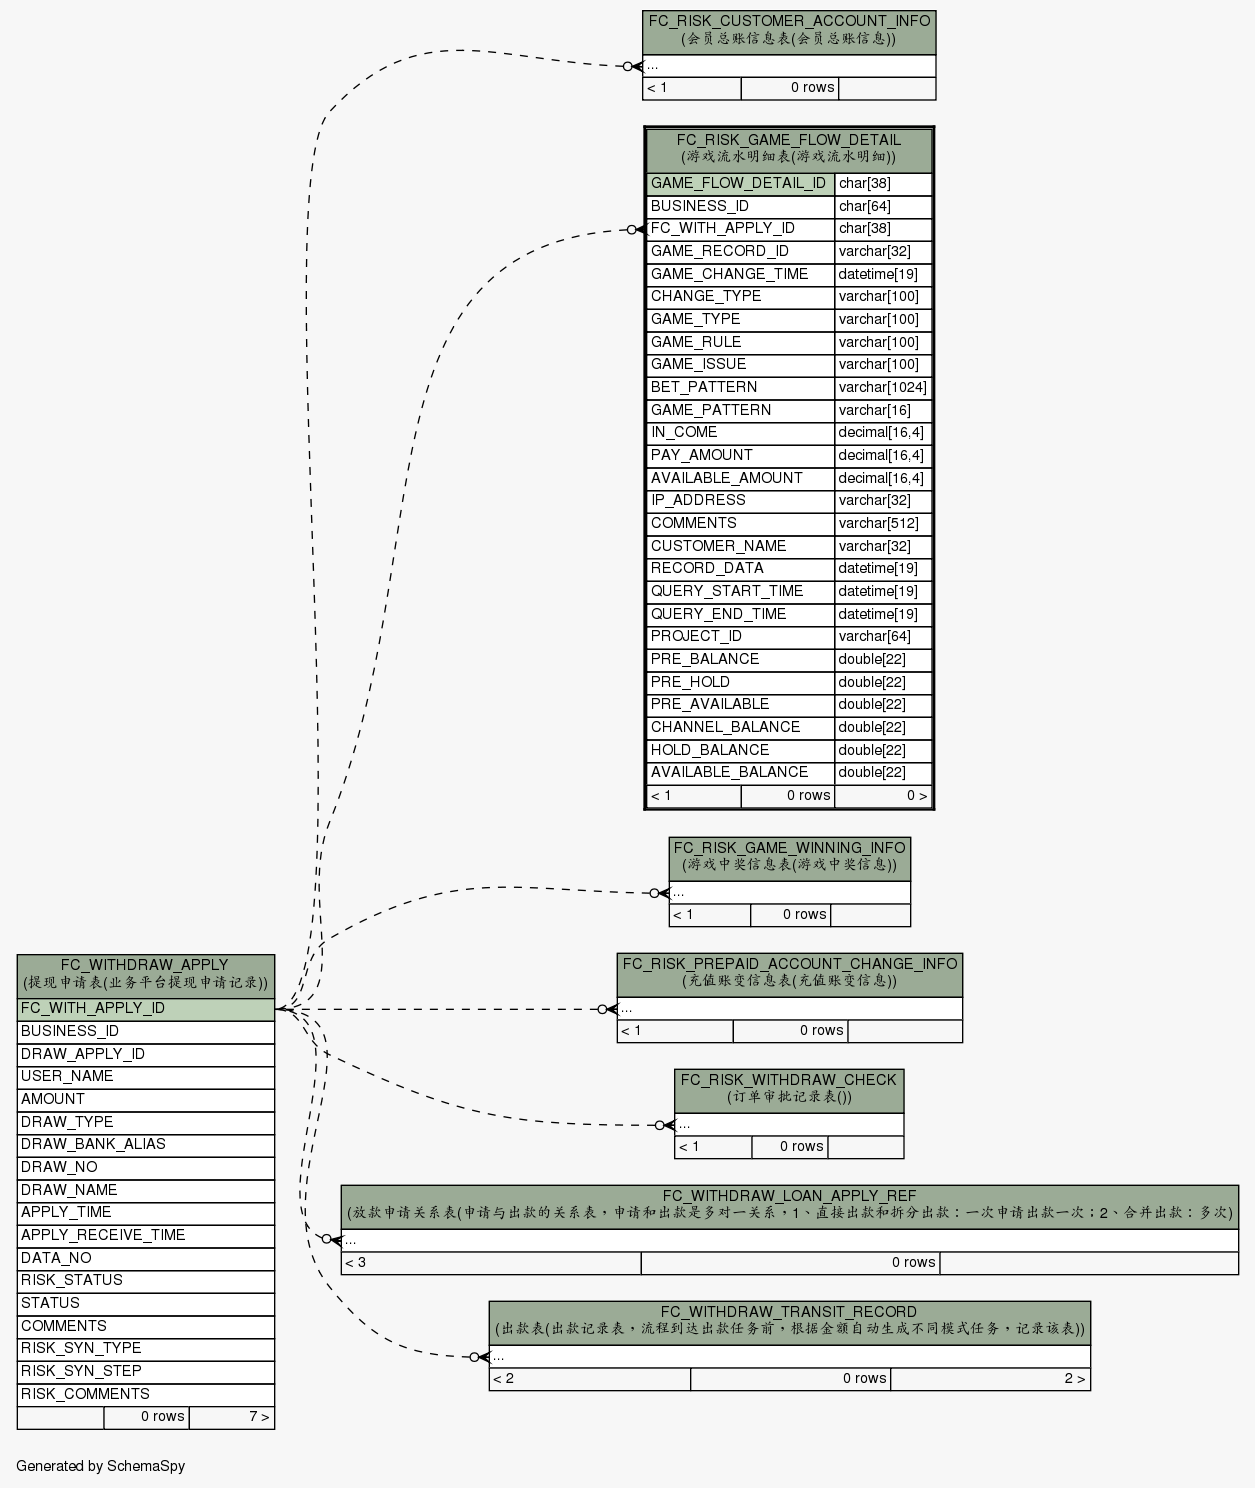 FC_RISK_CUSTOMER_ACCOUNT_INFO
(会员总账信息表(会员总账信息))
...
< 1 0 rows
FC_RISK_GAME_FLOW_DETAIL
(游戏流水明细表(游戏流水明细))
GAME_FLOW_DETAIL_ID char[38]
BUSINESS_ID char[64]
FC_WITH_APPLY_ID char[38]
GAME_RECORD_ID varchar[32]
GAME_CHANGE_TIME datetime[19]
CHANGE_TYPE varchar[100]
GAME_TYPE varchar[100]
GAME_RULE varchar[100]
GAME_ISSUE varchar[100]
BET_PATTERN varchar[1024]
GAME_PATTERN varchar[16]
IN_COME decimal[16,4]
PAY_AMOUNT decimal[16,4]
AVAILABLE_AMOUNT decimal[16,4]
IP_ADDRESS varchar[32]
COMMENTS varchar[512]
CUSTOMER_NAME varchar[32]
RECORD_DATA datetime[19]
QUERY_START_TIME datetime[19]
QUERY_END_TIME datetime[19]
PROJECT_ID varchar[64]
PRE_BALANCE double[22]
PRE_HOLD double[22]
PRE_AVAILABLE double[22]
CHANNEL_BALANCE double[22]
HOLD_BALANCE double[22]
AVAILABLE_BALANCE double[22]
< 1 0 rows 0 >
FC_RISK_GAME_WINNING_INFO
(游戏中奖信息表(游戏中奖信息))
...
< 1 0 rows
FC_RISK_PREPAID_ACCOUNT_CHANGE_INFO
(充值账变信息表(充值账变信息))
...
< 1 0 rows
FC_RISK_WITHDRAW_CHECK
(订单审批记录表())
...
< 1 0 rows
FC_WITHDRAW_LOAN_APPLY_REF
(放款申请关系表(申请与出款的关系表，申请和出款是多对一关系，1、直接出款和拆分出款：一次申请出款一次；2、合并出款：多次)
...
< 3 0 rows
FC_WITHDRAW_TRANSIT_RECORD
(出款表(出款记录表，流程到达出款任务前，根据金额自动生成不同模式任务，记录该表))
...
< 2 0 rows 2 >
FC_WITHDRAW_APPLY
(提现申请表(业务平台提现申请记录))
FC_WITH_APPLY_ID
BUSINESS_ID
DRAW_APPLY_ID
USER_NAME
AMOUNT
DRAW_TYPE
DRAW_BANK_ALIAS
DRAW_NO
DRAW_NAME
APPLY_TIME
APPLY_RECEIVE_TIME
DATA_NO
RISK_STATUS
STATUS
COMMENTS
RISK_SYN_TYPE
RISK_SYN_STEP
RISK_COMMENTS
0 rows 7 >
Generated by SchemaSpy